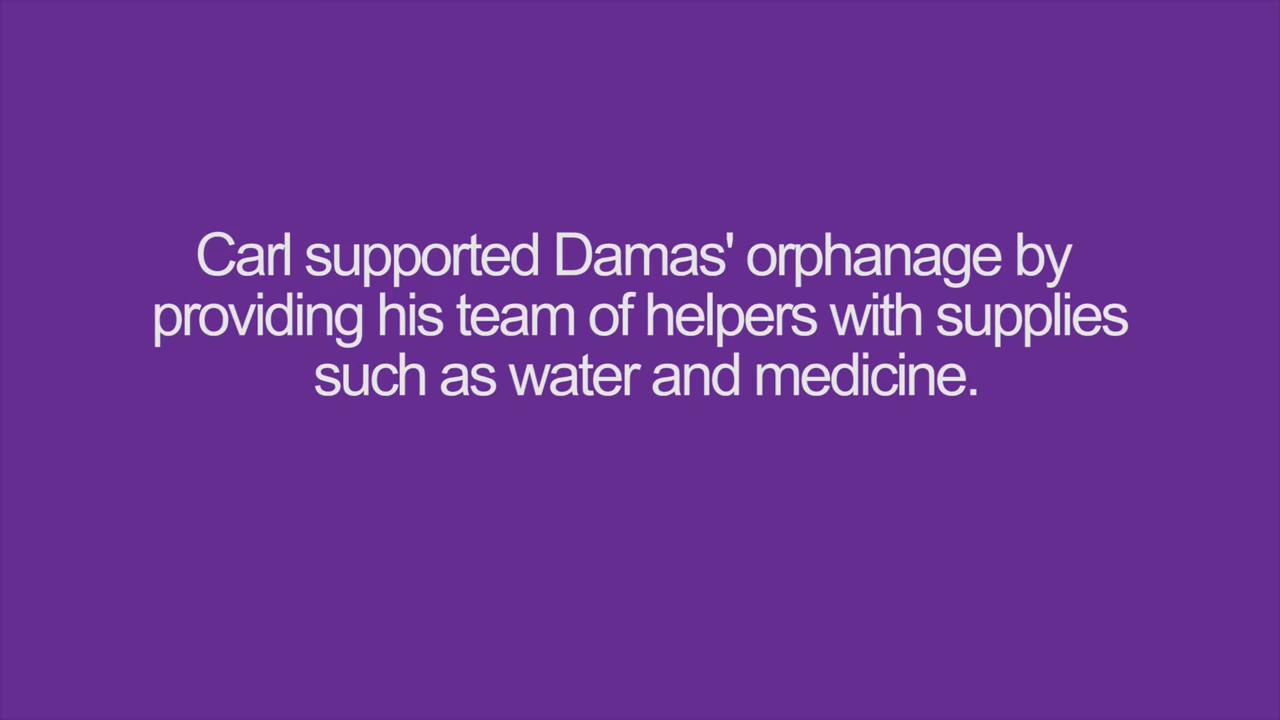 Carl supported Damas' orphanage by
providing his team of helpers with supplies
such as water and medicine.